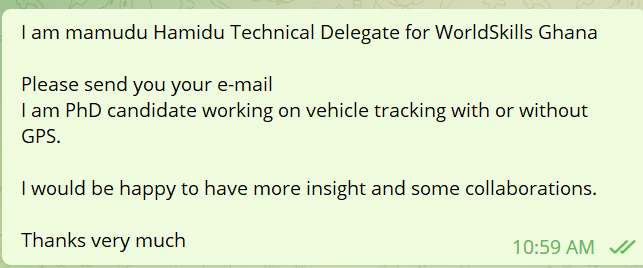 I am mamudu Hamidu Technical Delegate for WorldSkills Ghana
Please send you your e-mail
I am PhD candidate working on vehicle tracking with or without
GPS.
I would be happy to have more insight and some collaborations.
Thanks very much
10:59 AM